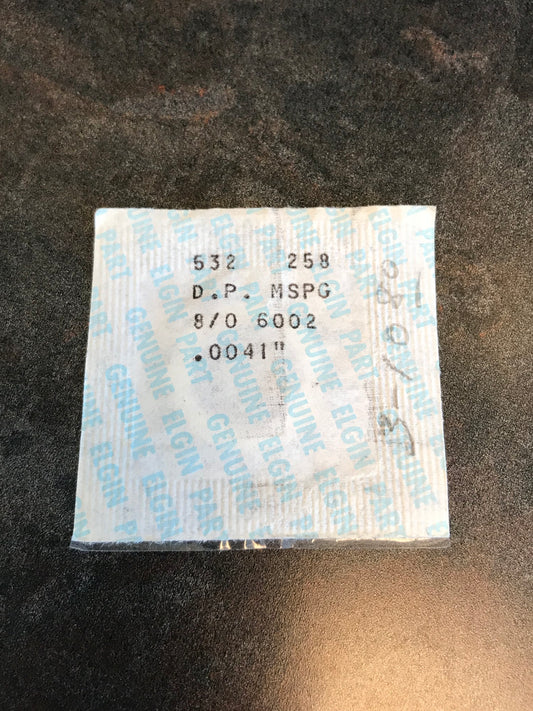 532 258
D.P. MSPG
8/0 6002
.0041"
GENUINE ELGIN PART